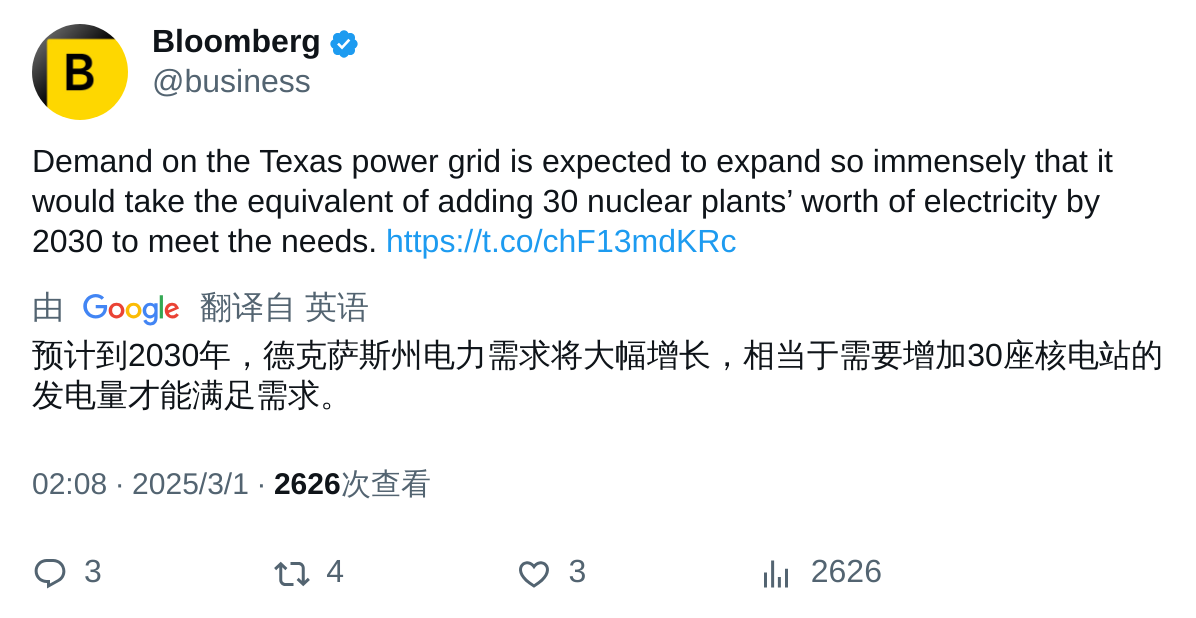 B
Bloomberg
@business
Demand on the Texas power grid is expected to expand so immensely that it
would take the equivalent of adding 30 nuclear plants’ worth of electricity by
2030 to meet the needs. https://t.co/chF13mdKRc
由 Google 翻译自 英语
预计到2030年，德克萨斯州电力需求将大幅增长，相当于需要增加30座核电站的
发电量才能满足需求。
02:08 · 2025/3/1 · 2626次查看
3 4 3 2626